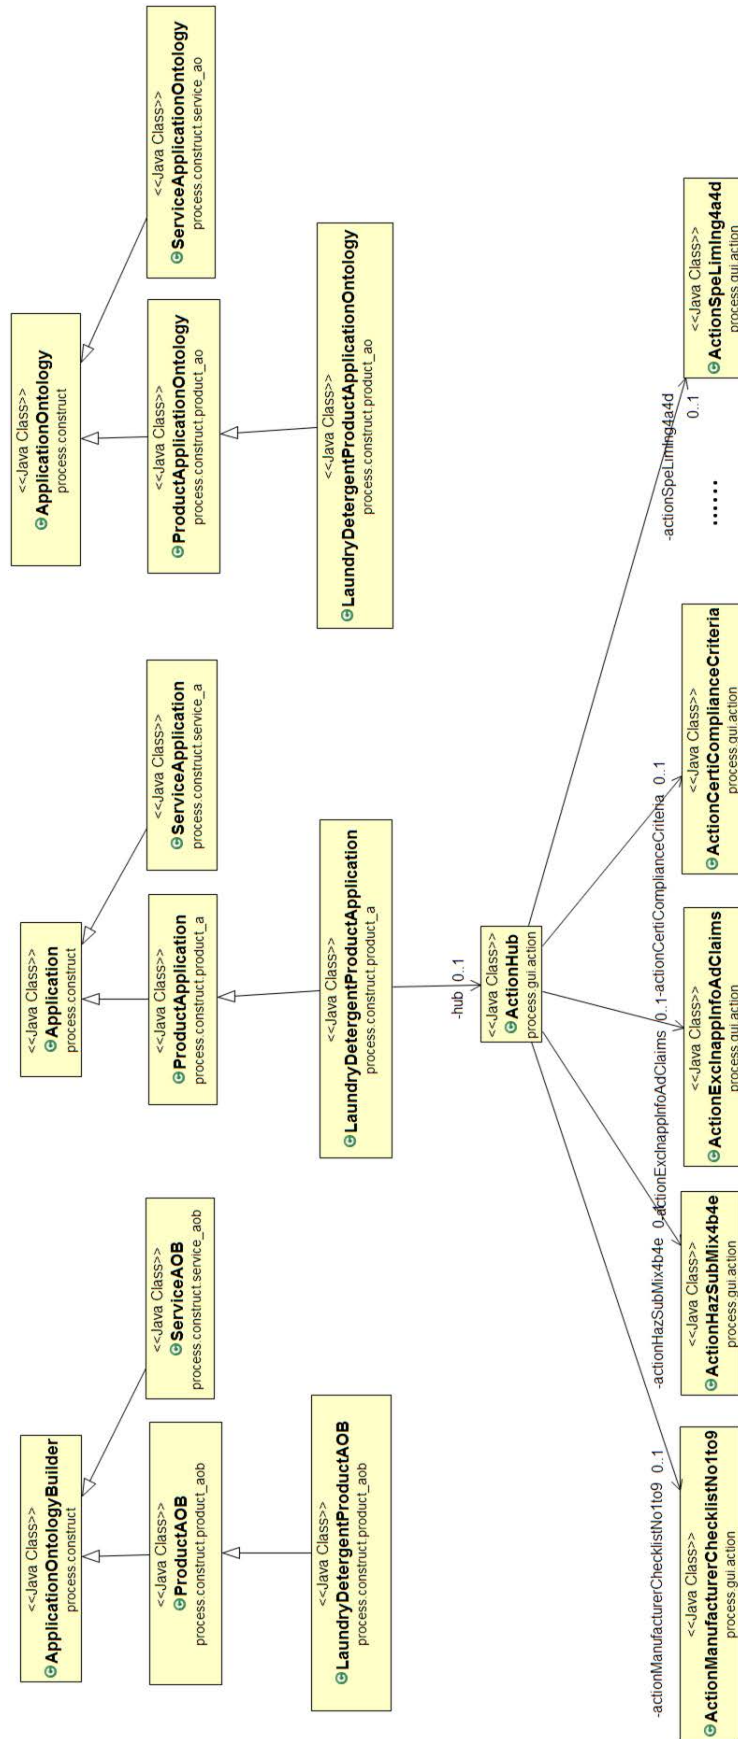 <<Java Class>>
ApplicationOntologyBuilder
process.construct
<<Java Class>>
Application
process.construct
<<Java Class>>
ApplicationOntology
process.construct
<<Java Class>>
ProductAOB
process.construct.product_aob
<<Java Class>>
ServiceAOB
process.construct.service_aob
<<Java Class>>
ProductApplication
process.construct.product_a
<<Java Class>>
ServiceApplication
process.construct.service_a
<<Java Class>>
ProductApplicationOntology
process.construct.product_ao
<<Java Class>>
ServiceApplicationOntology
process.construct.service_ao
<<Java Class>>
LaundryDetergentProductAOB
process.construct.product_aob
<<Java Class>>
LaundryDetergentProductApplication
process.construct.product_a
<<Java Class>>
LaundryDetergentProductApplicationOntology
process.construct.product_ao
-hub 0..1
<<Java Class>>
ActionHub
process.gui.action
-actionManufacturerChecklistNo1to9 0..1
-actionHazSubMix4b4e 0..1
-actionExcInappInfoAdClaims 0..1
-actionCertiComplianceCriteria 0..1
-actionSpeLimIng4a4d
0..1
<<Java Class>>
ActionManufacturerChecklistNo1to9
process.gui.action
<<Java Class>>
ActionHazSubMix4b4e
process.gui.action
<<Java Class>>
ActionExcInappInfoAdClaims
process.gui.action
<<Java Class>>
ActionCertiComplianceCriteria
process.gui.action
......
<<Java Class>>
ActionSpeLimIng4a4d
process.gui.action